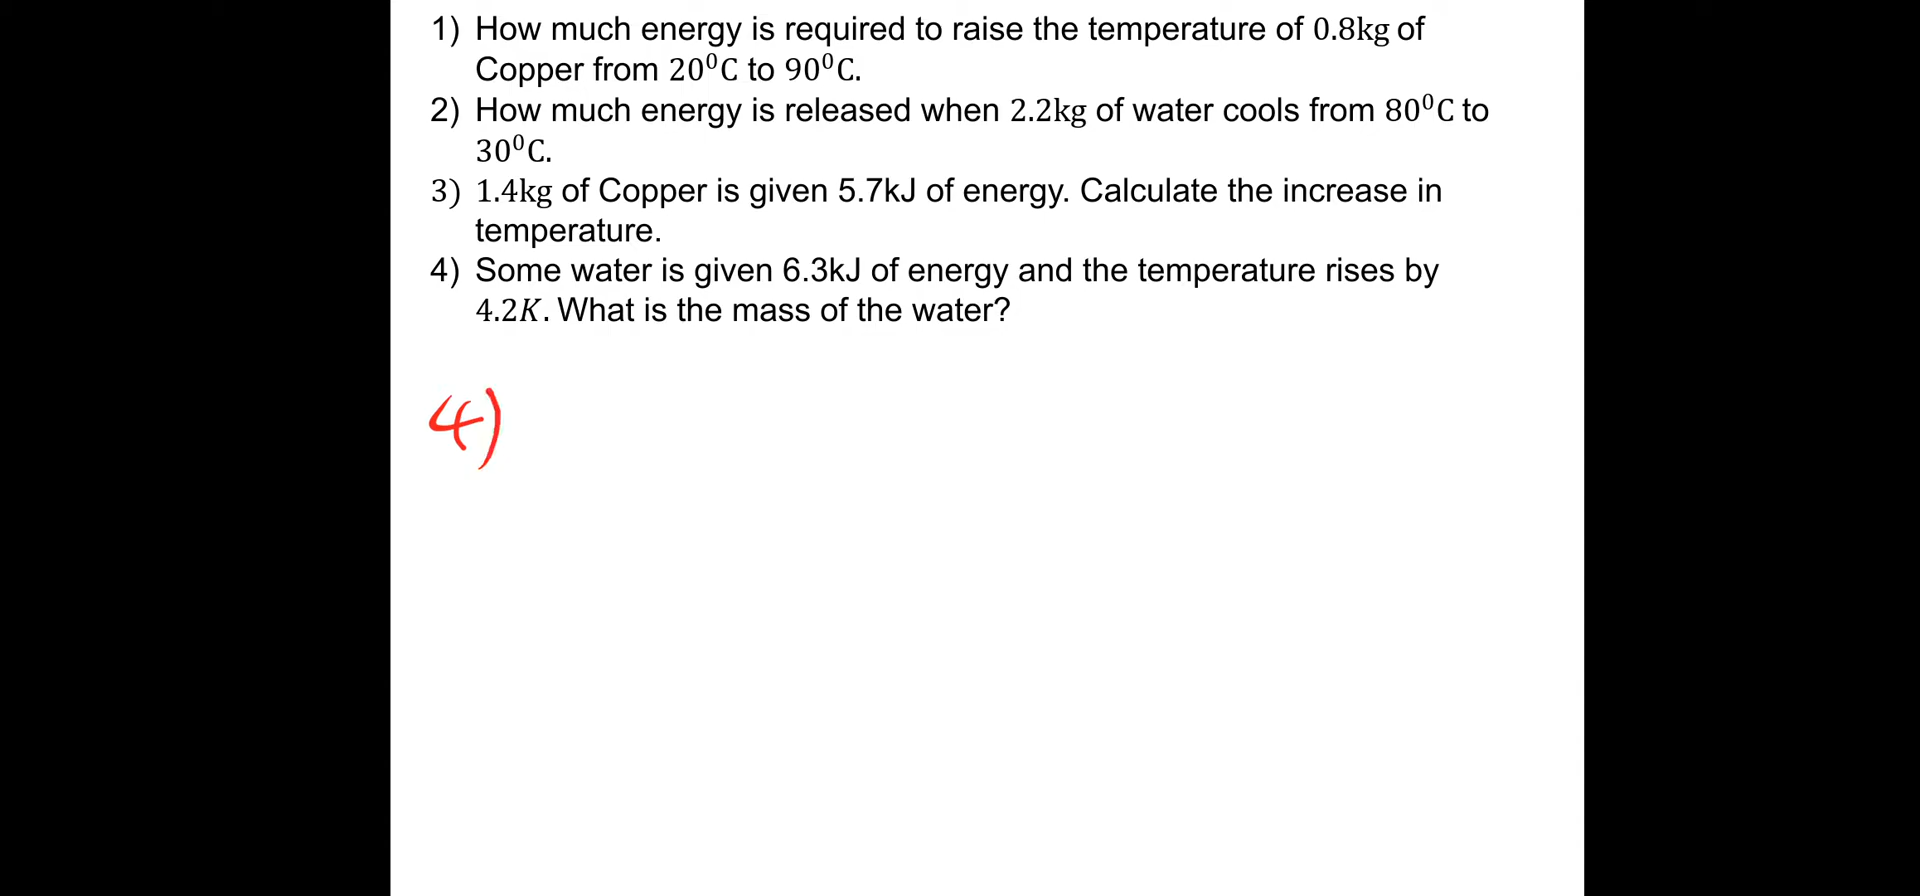 1) How much energy is required to raise the temperature of 0.8kg of
Copper from 20⁰C to 90⁰C.
2) How much energy is released when 2.2kg of water cools from 80⁰C to
30⁰C.
3) 1.4kg of Copper is given 5.7kJ of energy. Calculate the increase in
temperature.
4) Some water is given 6.3kJ of energy and the temperature rises by
4.2K. What is the mass of the water?
4)